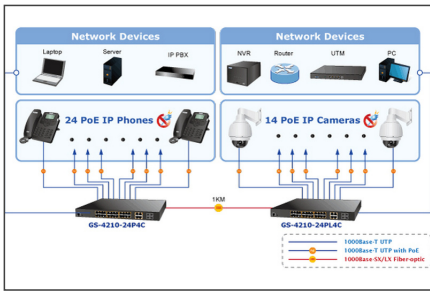 Network Devices
Laptop
Server
IP PBX
Network Devices
NVR
Router
UTM
PC
24 PoE IP Phones
14 PoE IP Cameras
1KM
GS-4210-24P4C
GS-4210-24PL4C
1000Base-T UTP
1000Base-T UTP with PoE
1000Base-SX/LX Fiber-optic